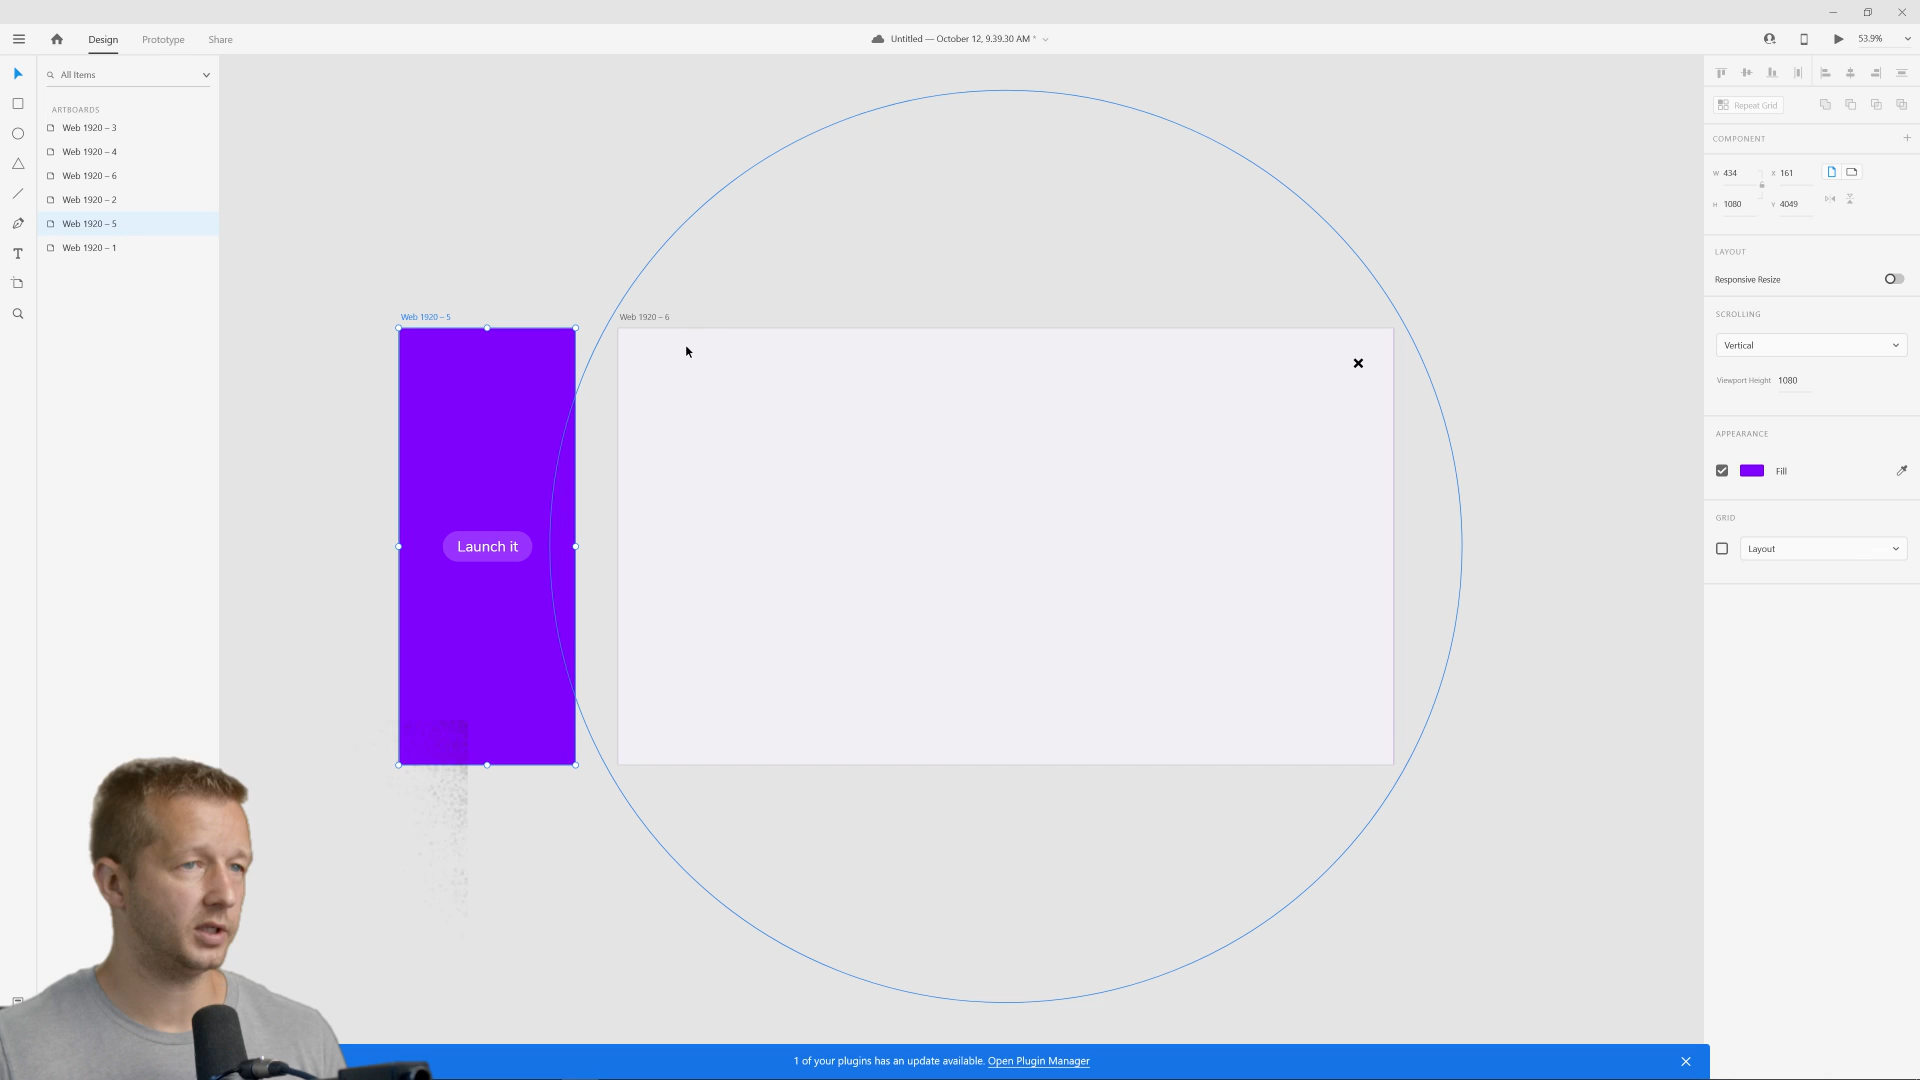 Design Prototype Share
Untitled — October 12, 9.39.30 AM *
53.9%
All Items
ARTBOARDS
Web 1920 – 3
Web 1920 – 4
Web 1920 – 6
Web 1920 – 2
Web 1920 – 5
Web 1920 – 1
Web 1920 – 5
Web 1920 – 6
Launch it
Repeat Grid
COMPONENT
W 434 X 161
H 1080 Y 4049
LAYOUT
Responsive Resize
SCROLLING
Vertical
Viewport Height 1080
APPEARANCE
Fill
GRID
Layout
1 of your plugins has an update available. Open Plugin Manager